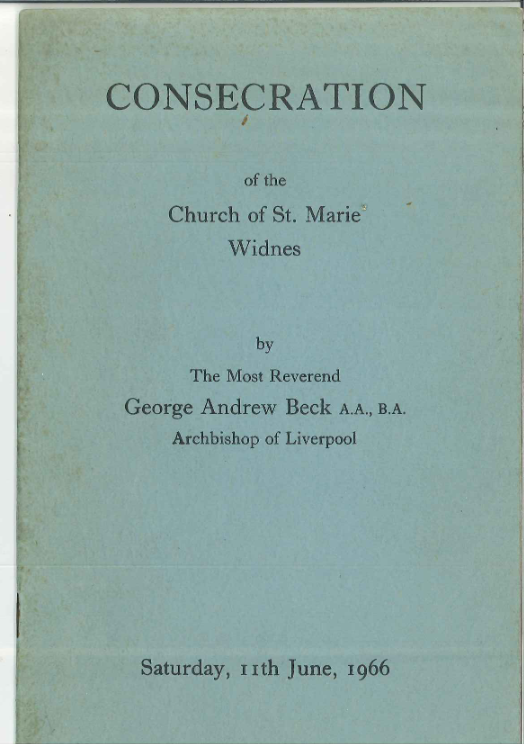 CONSECRATION
of the
Church of St. Marie
Widnes
by
The Most Reverend
George Andrew Beck A.A., B.A.
Archbishop of Liverpool
Saturday, 11th June, 1966